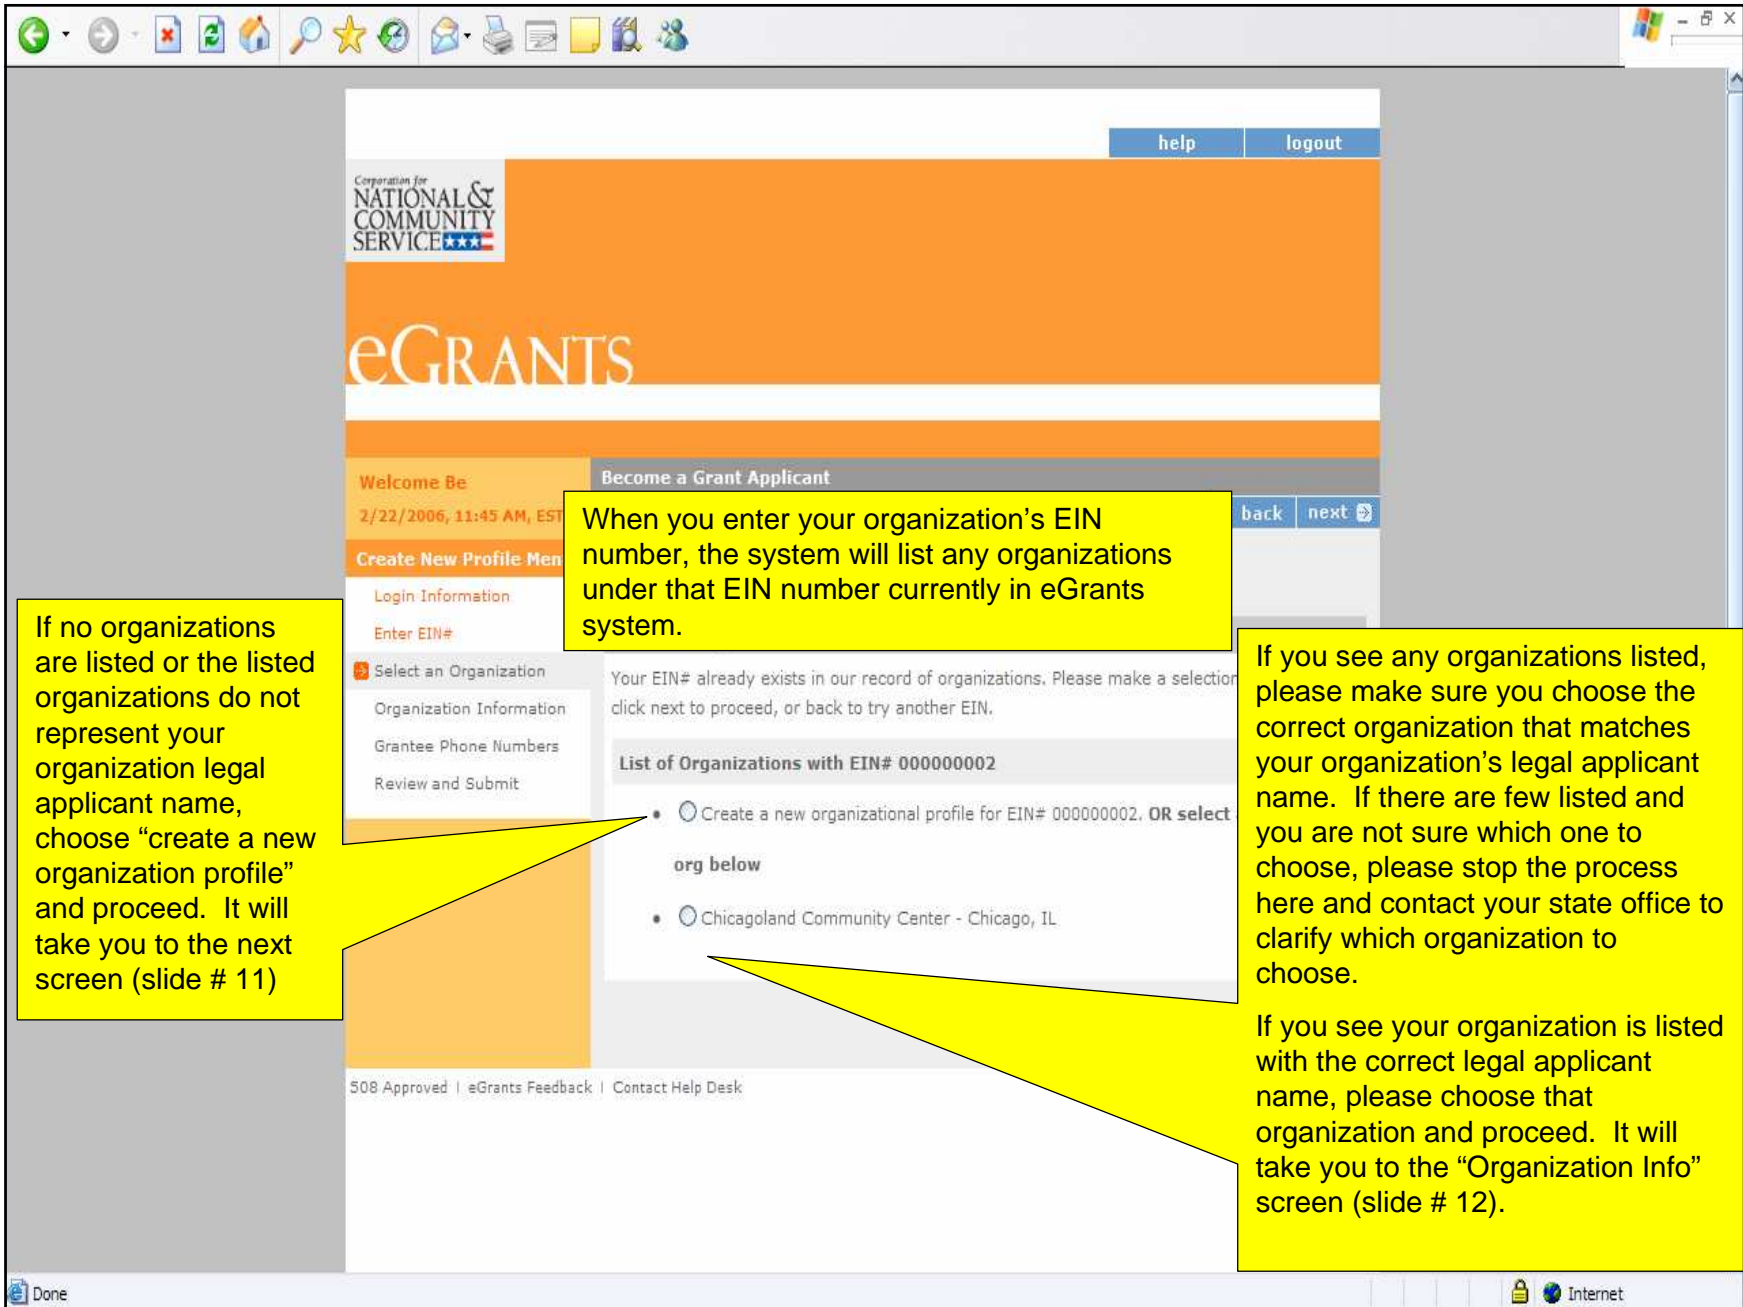 help
logout
Corporation for
NATIONAL &
COMMUNITY
SERVICE
eGRANTS
Welcome Be
2/22/2006, 11:45 AM, EST
Become a Grant Applicant
back
next
When you enter your organization’s EIN
number, the system will list any organizations
under that EIN number currently in eGrants
system.
Create New Profile
Login Information
Enter EIN#
Select an Organization
Organization Information
Grantee Phone Numbers
Review and Submit
If no organizations
are listed or the listed
organizations do not
represent your
organization legal
applicant name,
choose “create a new
organization profile”
and proceed. It will
take you to the next
screen (slide # 11)
Your EIN# already exists in our record of organizations. Please make a selection
click next to proceed, or back to try another EIN.
List of Organizations with EIN# 000000002
• Create a new organizational profile for EIN# 000000002. OR select
org below
• Chicagoland Community Center - Chicago, IL
If you see any organizations listed,
please make sure you choose the
correct organization that matches
your organization’s legal applicant
name. If there are few listed and
you are not sure which one to
choose, please stop the process
here and contact your state office to
clarify which organization to
choose.
If you see your organization is listed
with the correct legal applicant
name, please choose that
organization and proceed. It will
take you to the “Organization Info”
screen (slide # 12).
508 Approved | eGrants Feedback | Contact Help Desk
Done
Internet